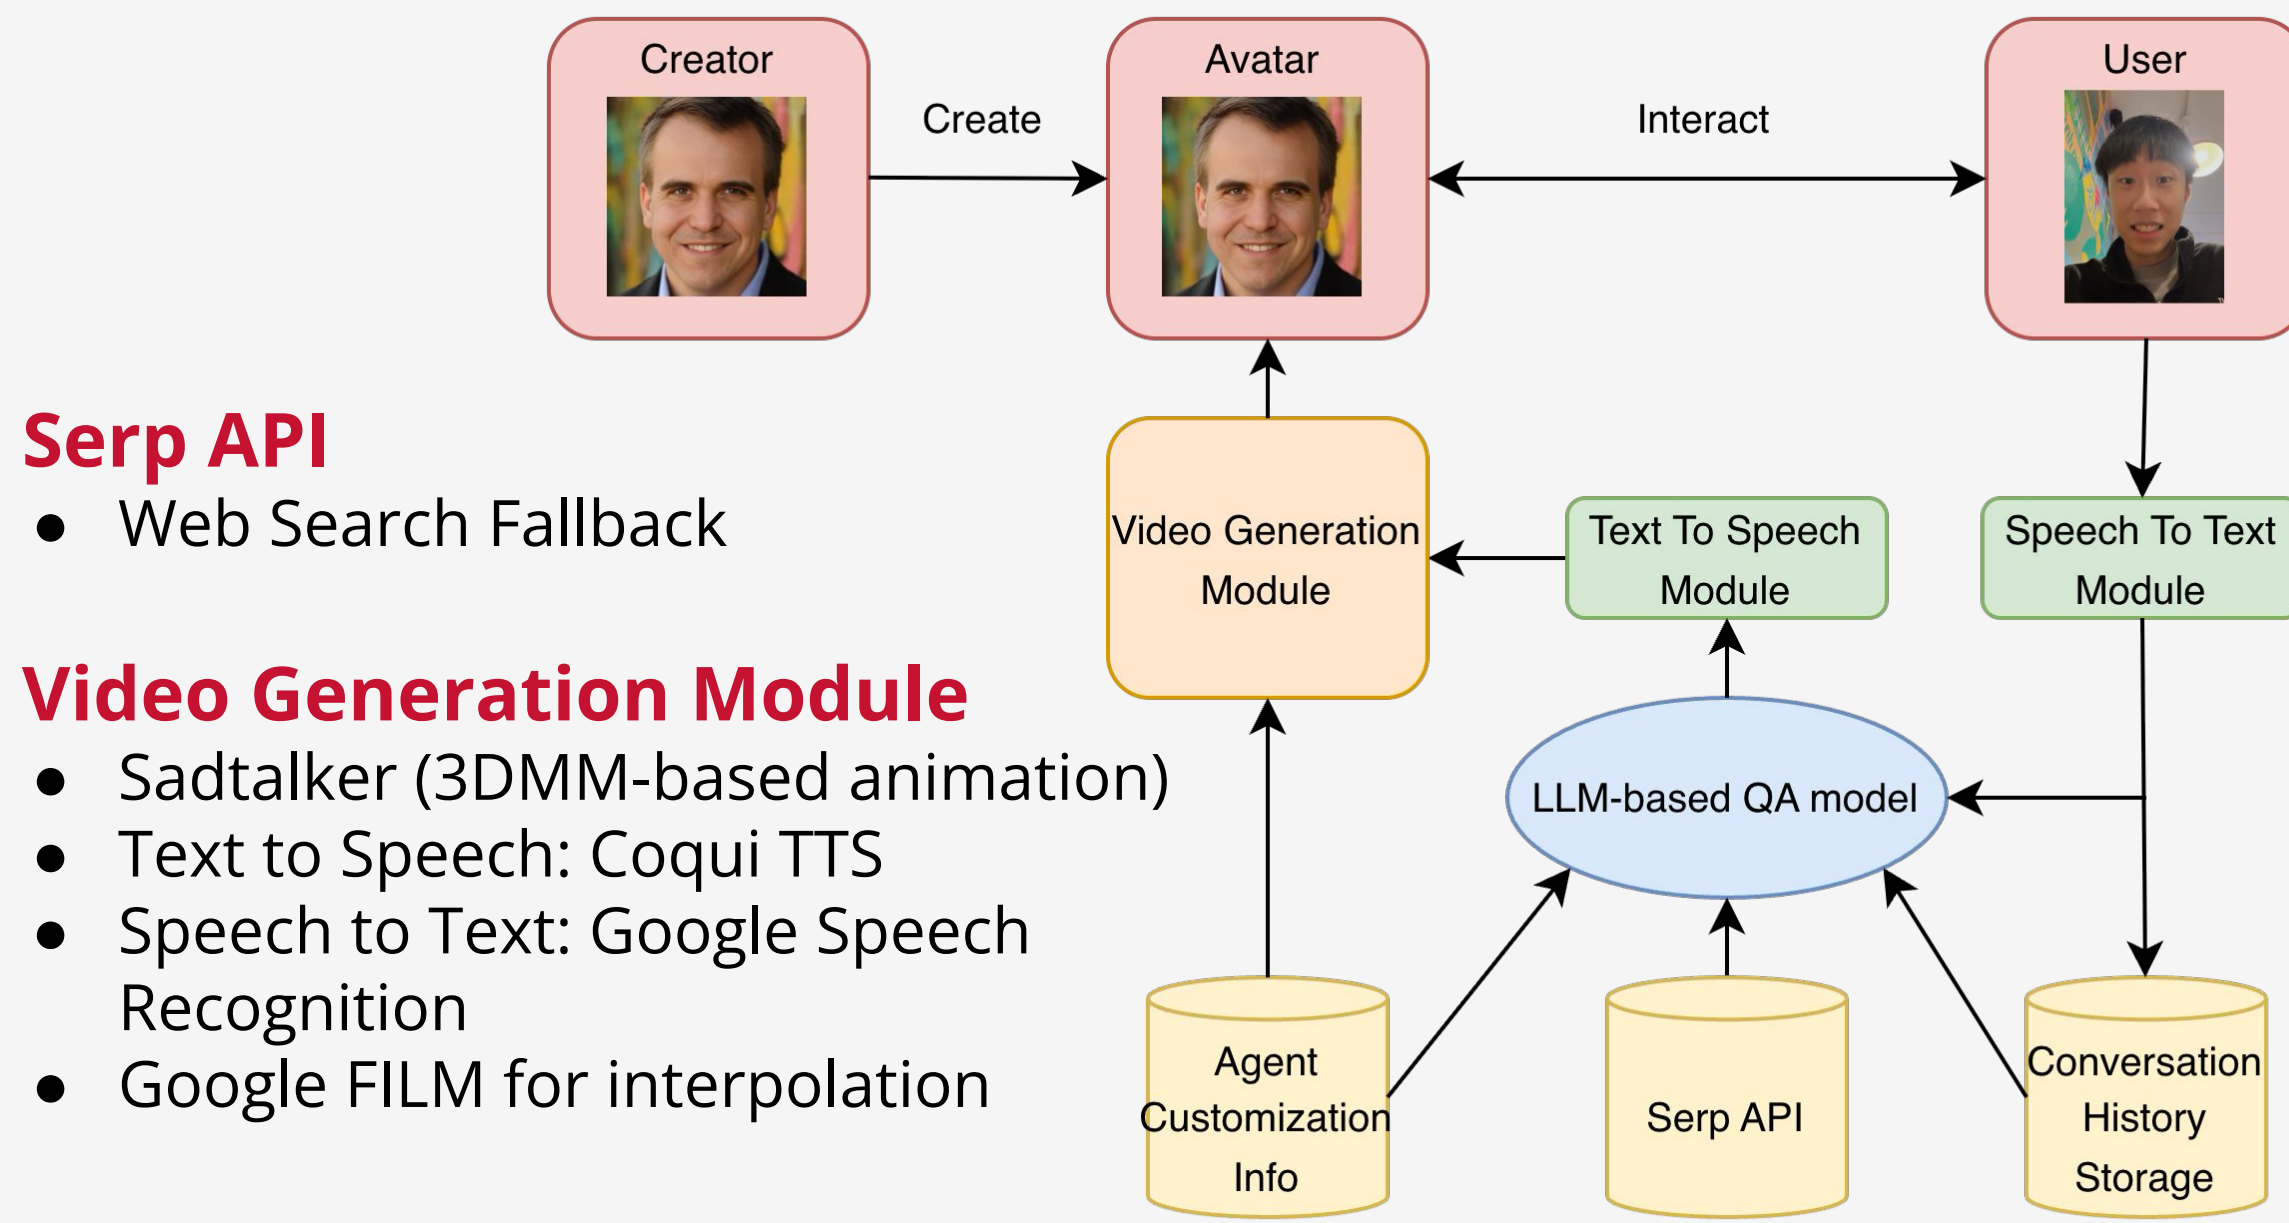 Creator
Create
Avatar
Interact
User
Serp API
● Web Search Fallback
Video Generation Module
● Sadtalker (3DMM-based animation)
● Text to Speech: Coqui TTS
● Speech to Text: Google Speech
Recognition
● Google FILM for interpolation
Video Generation
Module
Text To Speech
Module
Speech To Text
Module
LLM-based QA model
Agent
Customization
Info
Serp API
Conversation
History
Storage